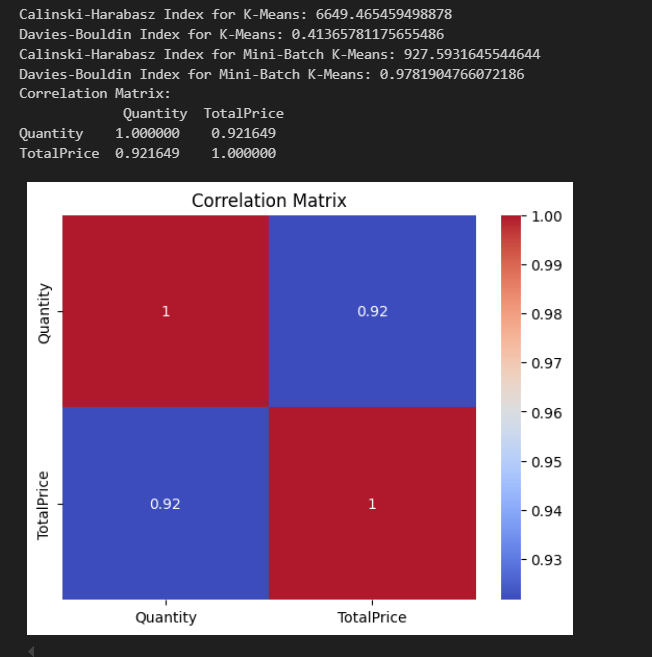 Calinski-Harabasz Index for K-Means: 6649.465459498878
Davies-Bouldin Index for K-Means: 0.41365781175655486
Calinski-Harabasz Index for Mini-Batch K-Means: 927.5931645544644
Davies-Bouldin Index for Mini-Batch K-Means: 0.9781904766072186
Correlation Matrix:
Quantity TotalPrice
Quantity 1.000000 0.921649
TotalPrice 0.921649 1.000000
Correlation Matrix
Quantity
1 0.92
TotalPrice
0.92 1
Quantity TotalPrice
1.00
0.99
0.98
0.97
0.96
0.95
0.94
0.93